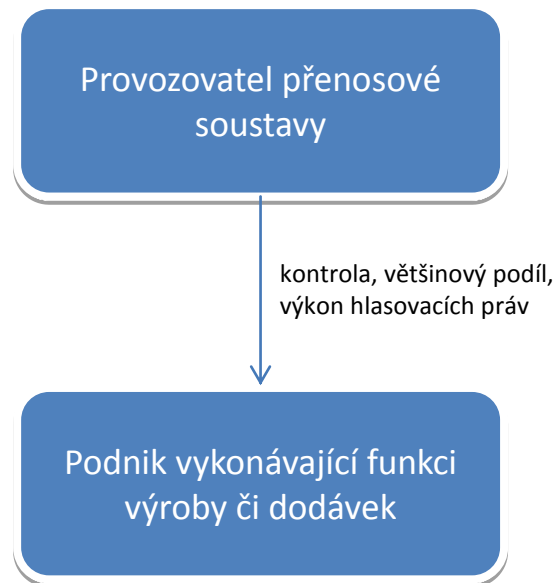 Provozovatel přenosové
soustavy
kontrola, většinový podíl,
výkon hlasovacích práv
Podnik vykonávající funkci
výroby či dodávek